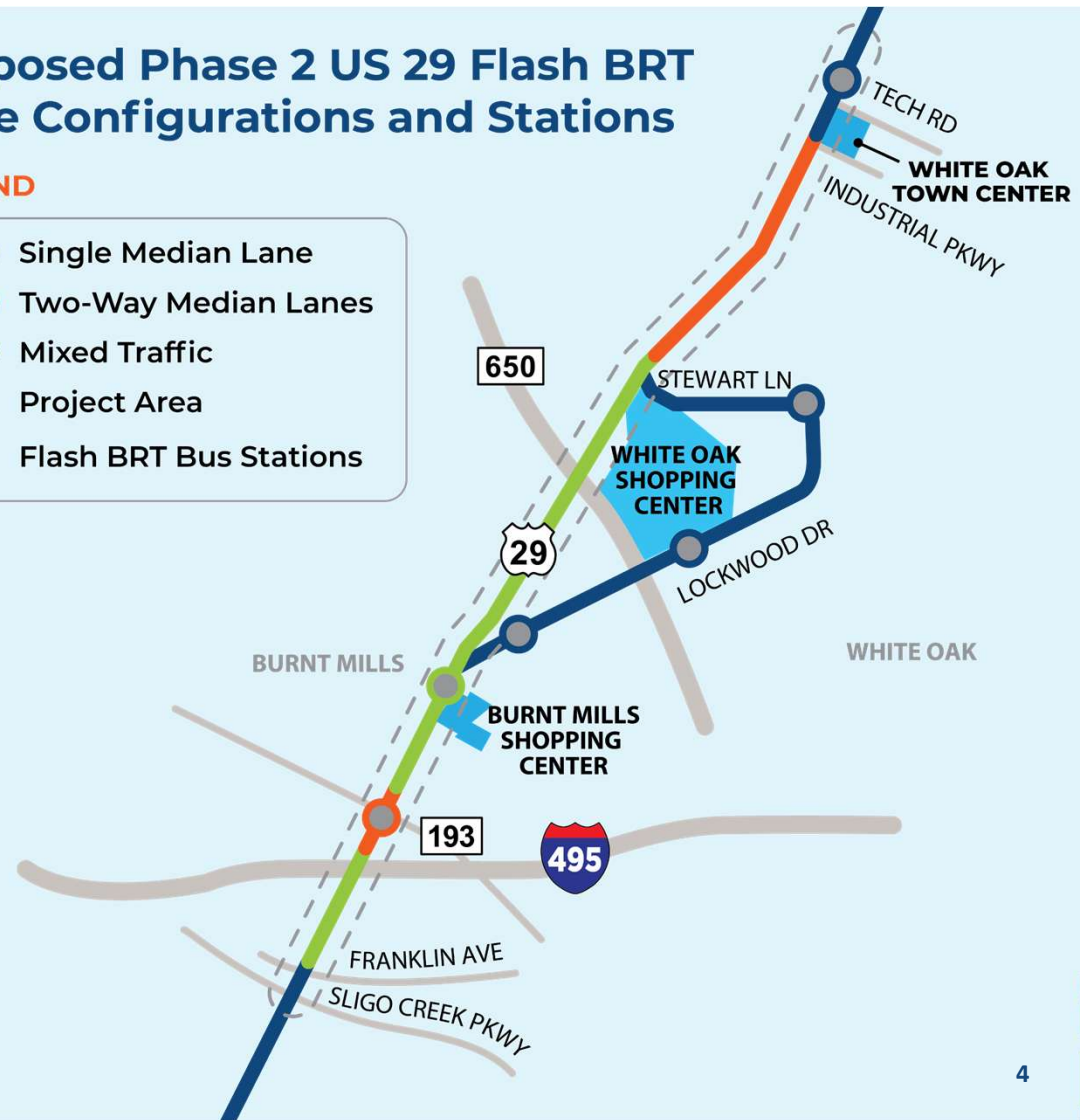 posed Phase 2 US 29 Flash BRT
e Configurations and Stations
ND
Single Median Lane
Two-Way Median Lanes
Mixed Traffic
Project Area
Flash BRT Bus Stations
TECH RD
WHITE OAK
TOWN CENTER
INDUSTRIAL PKWY
650
STEWART LN
WHITE OAK
SHOPPING
CENTER
29
LOCKWOOD DR
BURNT MILLS
WHITE OAK
BURNT MILLS
SHOPPING
CENTER
193
495
FRANKLIN AVE
SLIGO CREEK PKWY
4